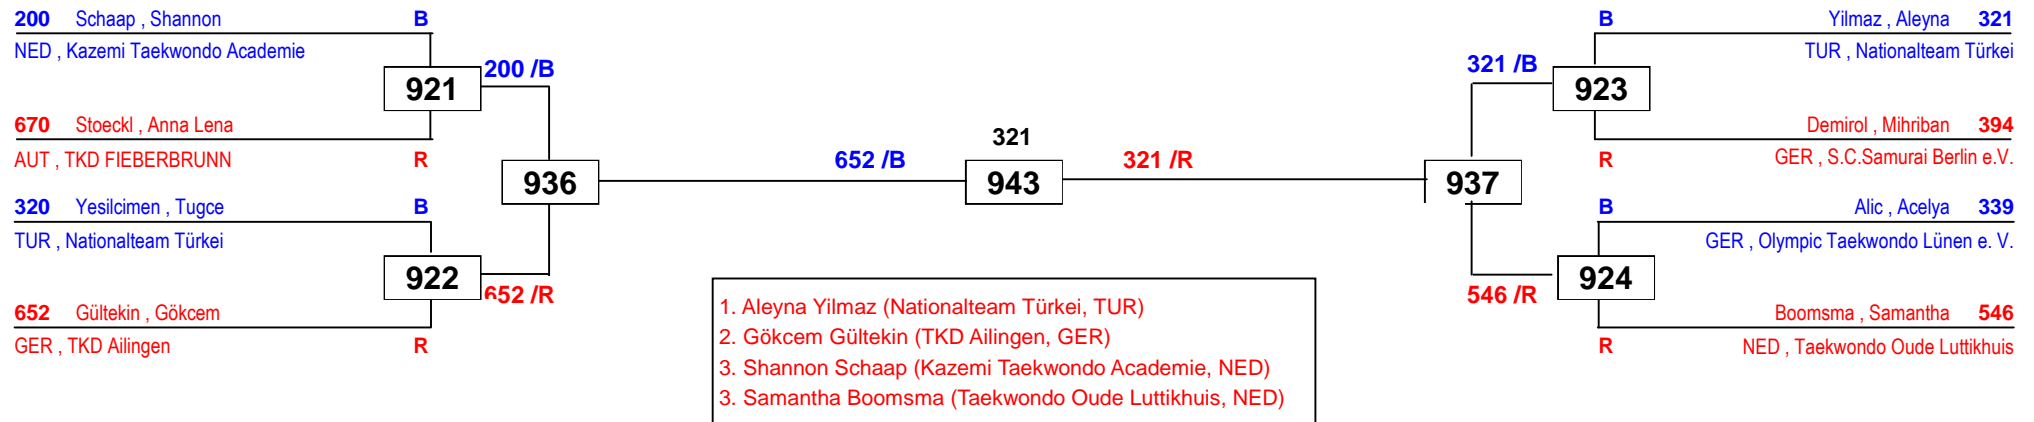 200 Schaap , Shannon B
NED , Kazemi Taekwondo Academie
921
200 /B
670 Stoeckl , Anna Lena
AUT , TKD FIEBERBRUNN R
320 Yesilcimen , Tugce B
TUR , Nationalteam Türkei
922
652 /R
652 Gültekin , Gökcem
GER , TKD Ailingen R
936
652 /B
321
943
321 /R
937
B Yilmaz , Aleyna 321
TUR , Nationalteam Türkei
321 /B
923
Demirol , Mihriban 394
R GER , S.C.Samurai Berlin e.V.
B Alic , Acelya 339
GER , Olympic Taekwondo Lünen e. V.
924
546 /R
Boomsma , Samantha 546
R NED , Taekwondo Oude Luttikhuis
1. Aleyna Yilmaz (Nationalteam Türkei, TUR)
2. Gökcem Gültekin (TKD Ailingen, GER)
3. Shannon Schaap (Kazemi Taekwondo Academie, NED)
3. Samantha Boomsma (Taekwondo Oude Luttikhuis, NED)